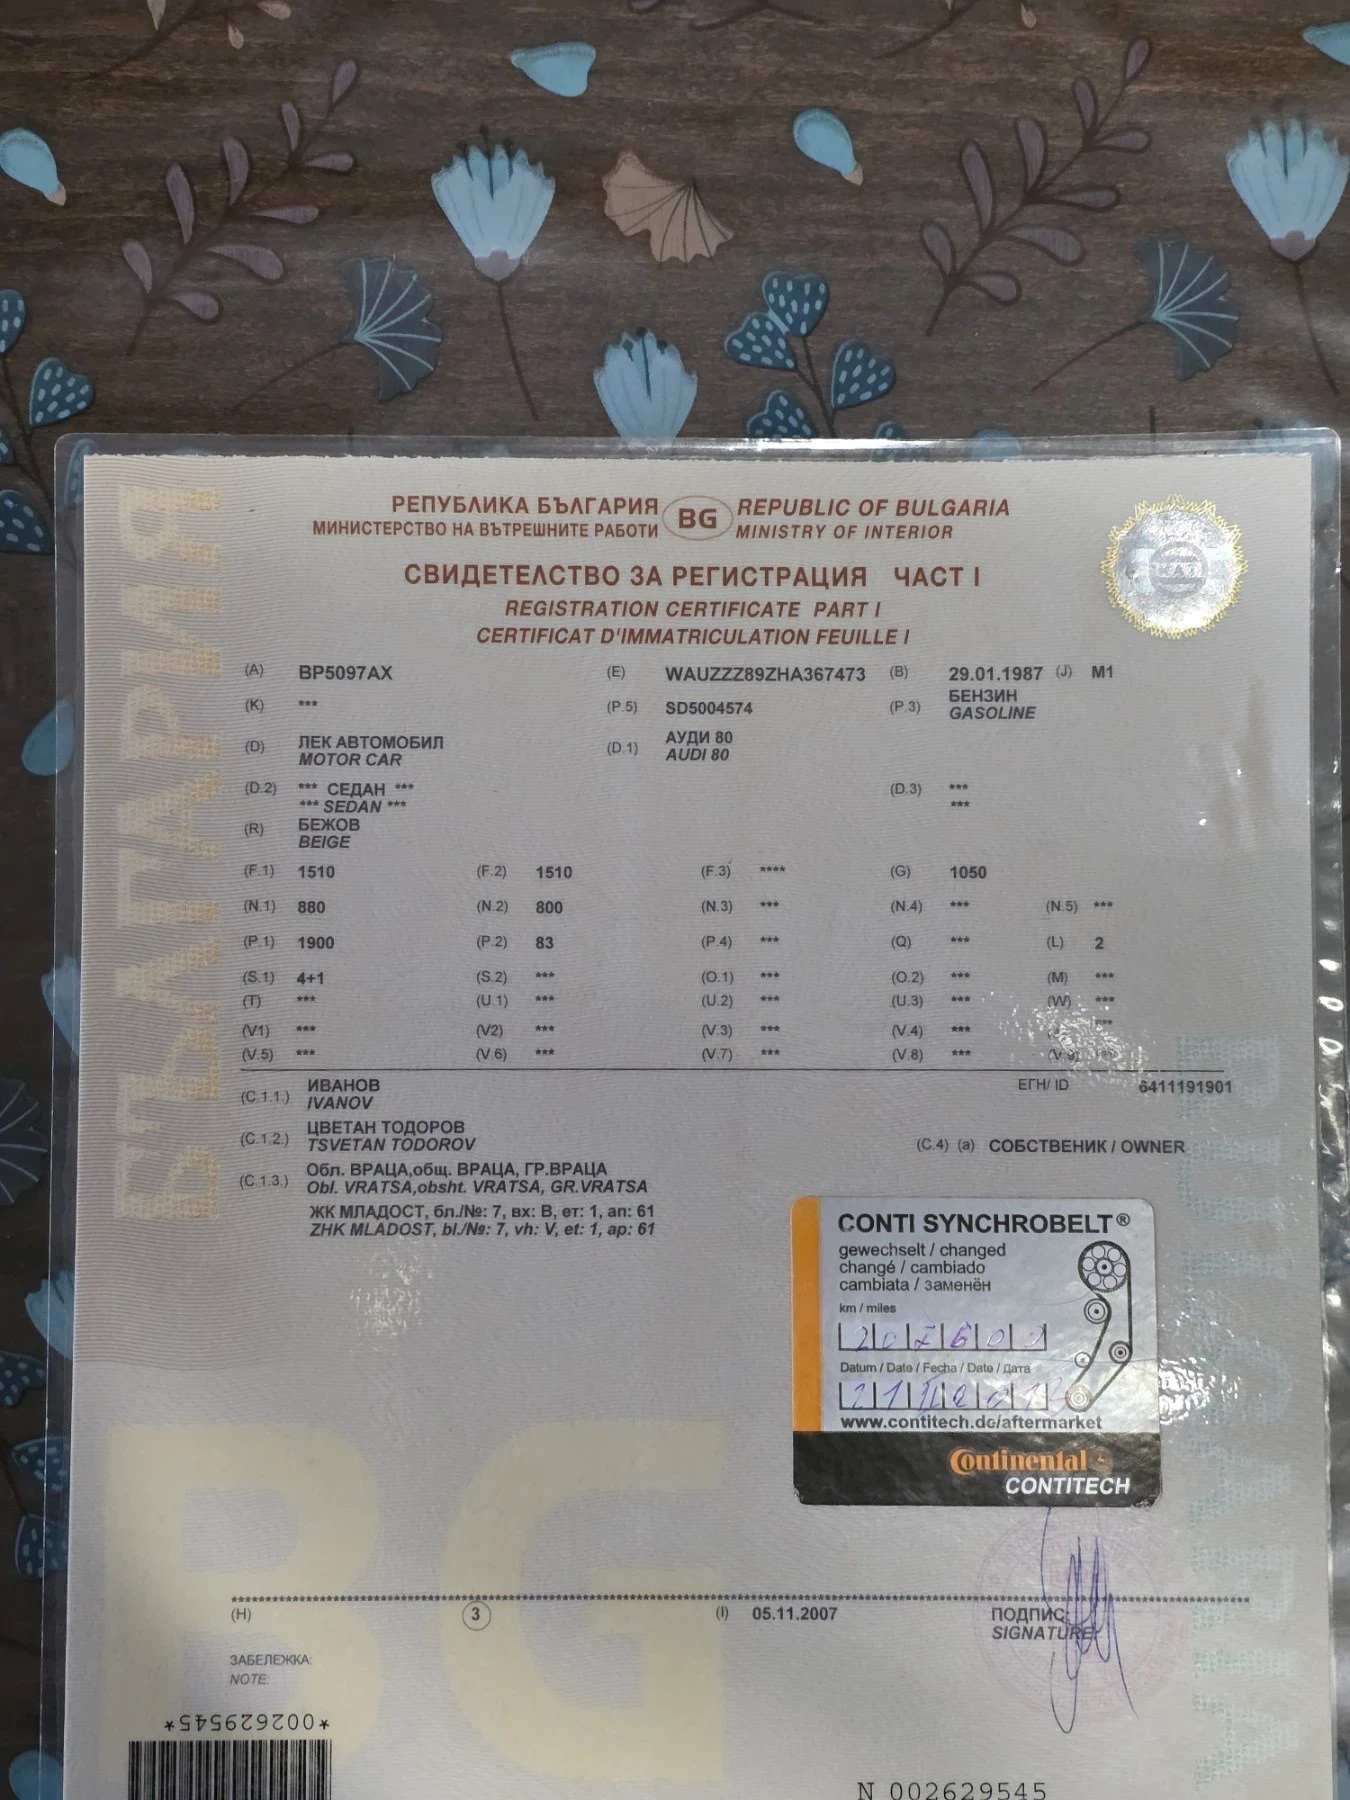 РЕПУБЛИКА БЪЛГАРИЯ BG REPUBLIC OF BULGARIA
МИНИСТЕРСТВО НА ВЪТРЕШНИТЕ РАБОТИ MINISTRY OF INTERIOR
СВИДЕТЕЛСТВО ЗА РЕГИСТРАЦИЯ ЧАСТ I
REGISTRATION CERTIFICATE PART I
CERTIFICAT D'IMMATRICULATION FEUILLE I
БЪЛГАРИЯ
КАТ
(A) BP5097AX (E) WAUZZZ89ZHA367473 (B) 29.01.1987 (J) M1
(K) *** (P.5) SD5004574 (P.3) БЕНЗИН
GASOLINE
(D) ЛЕК АВТОМОБИЛ (D.1) АУДИ 80
MOTOR CAR AUDI 80
(D.2) *** СЕДАН *** (D.3) ***
*** SEDAN *** ***
(R) БЕЖОВ
BEIGE
(F.1) 1510 (F.2) 1510 (F.3) **** (G) 1050
(N.1) 880 (N.2) 800 (N.3) *** (N.4) *** (N.5) ***
(P.1) 1900 (P.2) 83 (P.4) *** (Q) *** (L) 2
(S.1) 4+1 (S.2) *** (O.1) *** (O.2) *** (M) ***
(T) *** (U.1) *** (U.2) *** (U.3) *** (W) ***
(V1) *** (V2) *** (V.3) *** (V.4) *** ***
(V.5) *** (V.6) *** (V.7) *** (V.8) *** (V.9) ***
(C.1.1.) ИВАНОВ ЕГН/ ID 6411191901
IVANOV
(C.1.2.) ЦВЕТАН ТОДОРОВ
TSVETAN TODOROV (C.4) (a) СОБСТВЕНИК / OWNER
(C.1.3.) Обл. ВРАЦА,общ. ВРАЦА, ГР.ВРАЦА
Obl. VRATSA,obsht. VRATSA, GR.VRATSA
ЖК МЛАДОСТ, бл./№: 7, вх: В, ет: 1, ап: 61
ZHK MLADOST, bl./№: 7, vh: V, et: 1, ap: 61
CONTI SYNCHROBELT®
gewechselt / changed
changé / cambiado
cambiata / заменён
km / miles
207600
Datum / Date / Fecha / Date / Дата
21 II 2012
www.contitech.de/aftermarket
Continental
CONTITECH
BG
(H) 3 (I) 05.11.2007 ПОДПИС:
SIGNATURE:
ЗАБЕЛЕЖКА:
NOTE:
*002629545*
N 002629545